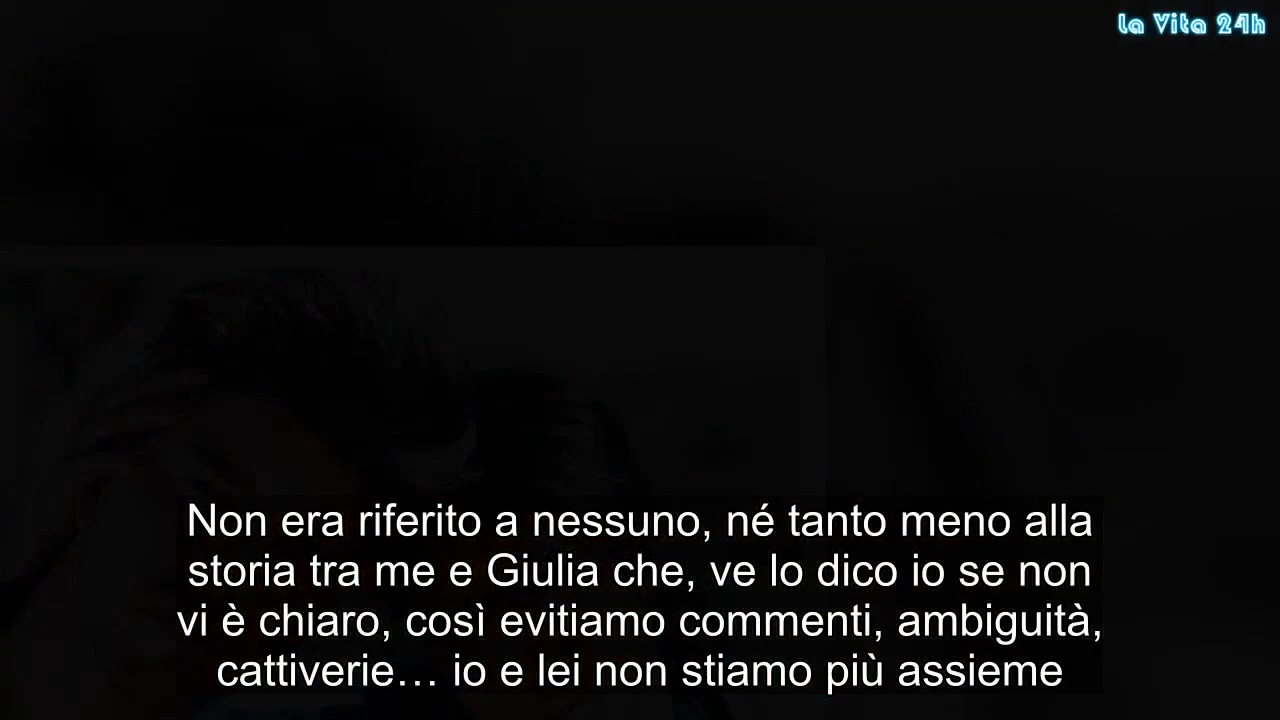 La Vita 24h
Non era riferito a nessuno, né tanto meno alla
storia tra me e Giulia che, ve lo dico io se non
vi è chiaro, così evitiamo commenti, ambiguità,
cattiverie… io e lei non stiamo più assieme